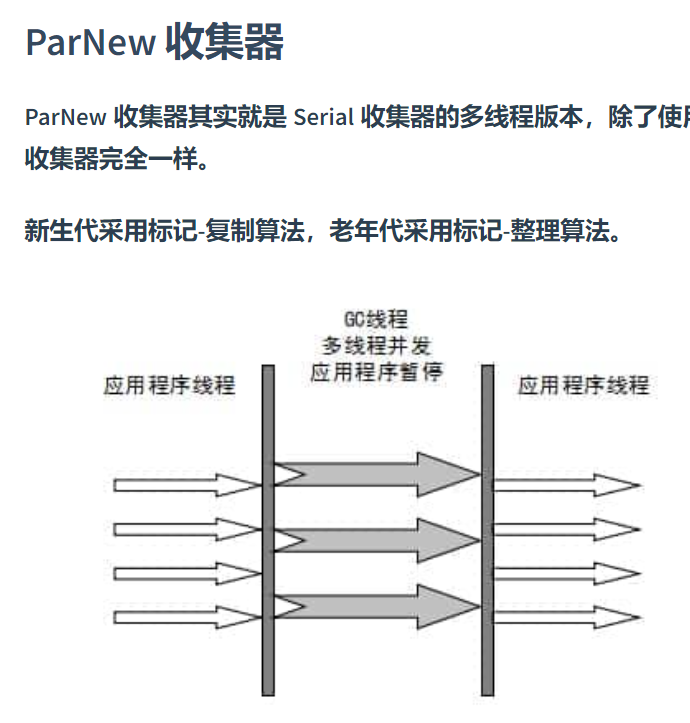 ParNew 收集器
ParNew 收集器其实就是 Serial 收集器的多线程版本，除了使用
收集器完全一样。
新生代采用标记-复制算法，老年代采用标记-整理算法。
GC线程
多线程并发
应用程序暂停
应用程序线程
应用程序线程